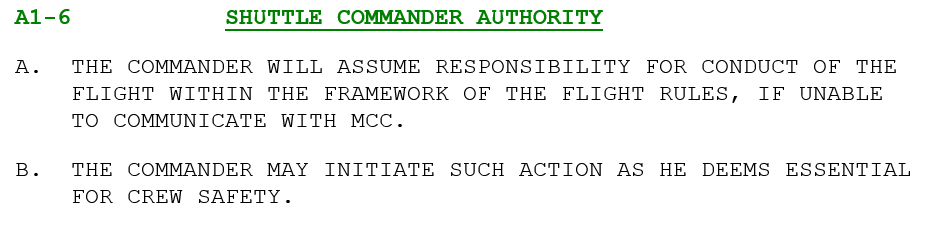 A1-6 SHUTTLE COMMANDER AUTHORITY
A. THE COMMANDER WILL ASSUME RESPONSIBILITY FOR CONDUCT OF THE
FLIGHT WITHIN THE FRAMEWORK OF THE FLIGHT RULES, IF UNABLE
TO COMMUNICATE WITH MCC.
B. THE COMMANDER MAY INITIATE SUCH ACTION AS HE DEEMS ESSENTIAL
FOR CREW SAFETY.